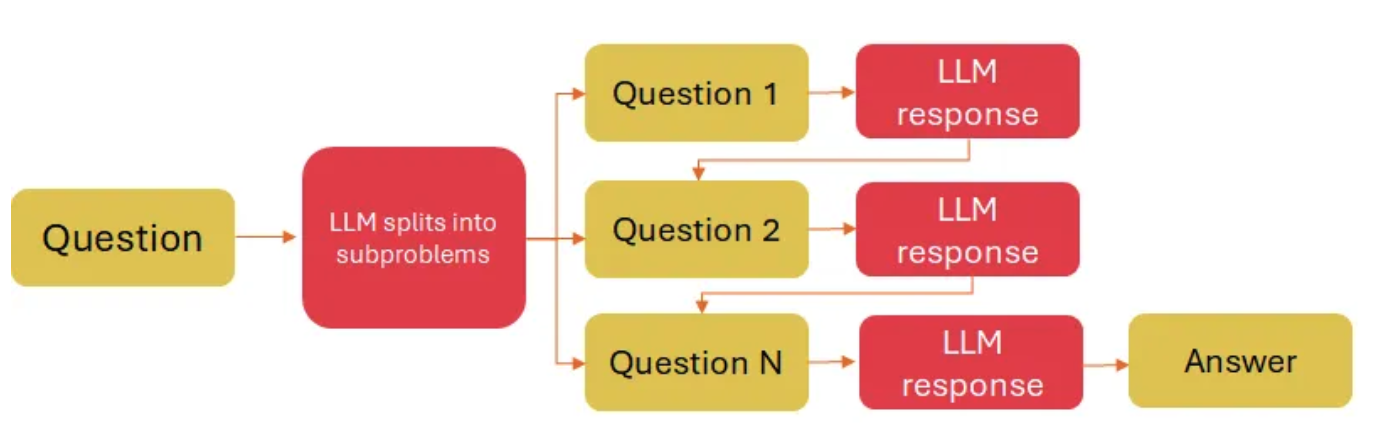 Question
LLM splits into
subproblems
Question 1
LLM
response
Question 2
LLM
response
Question N
LLM
response
Answer